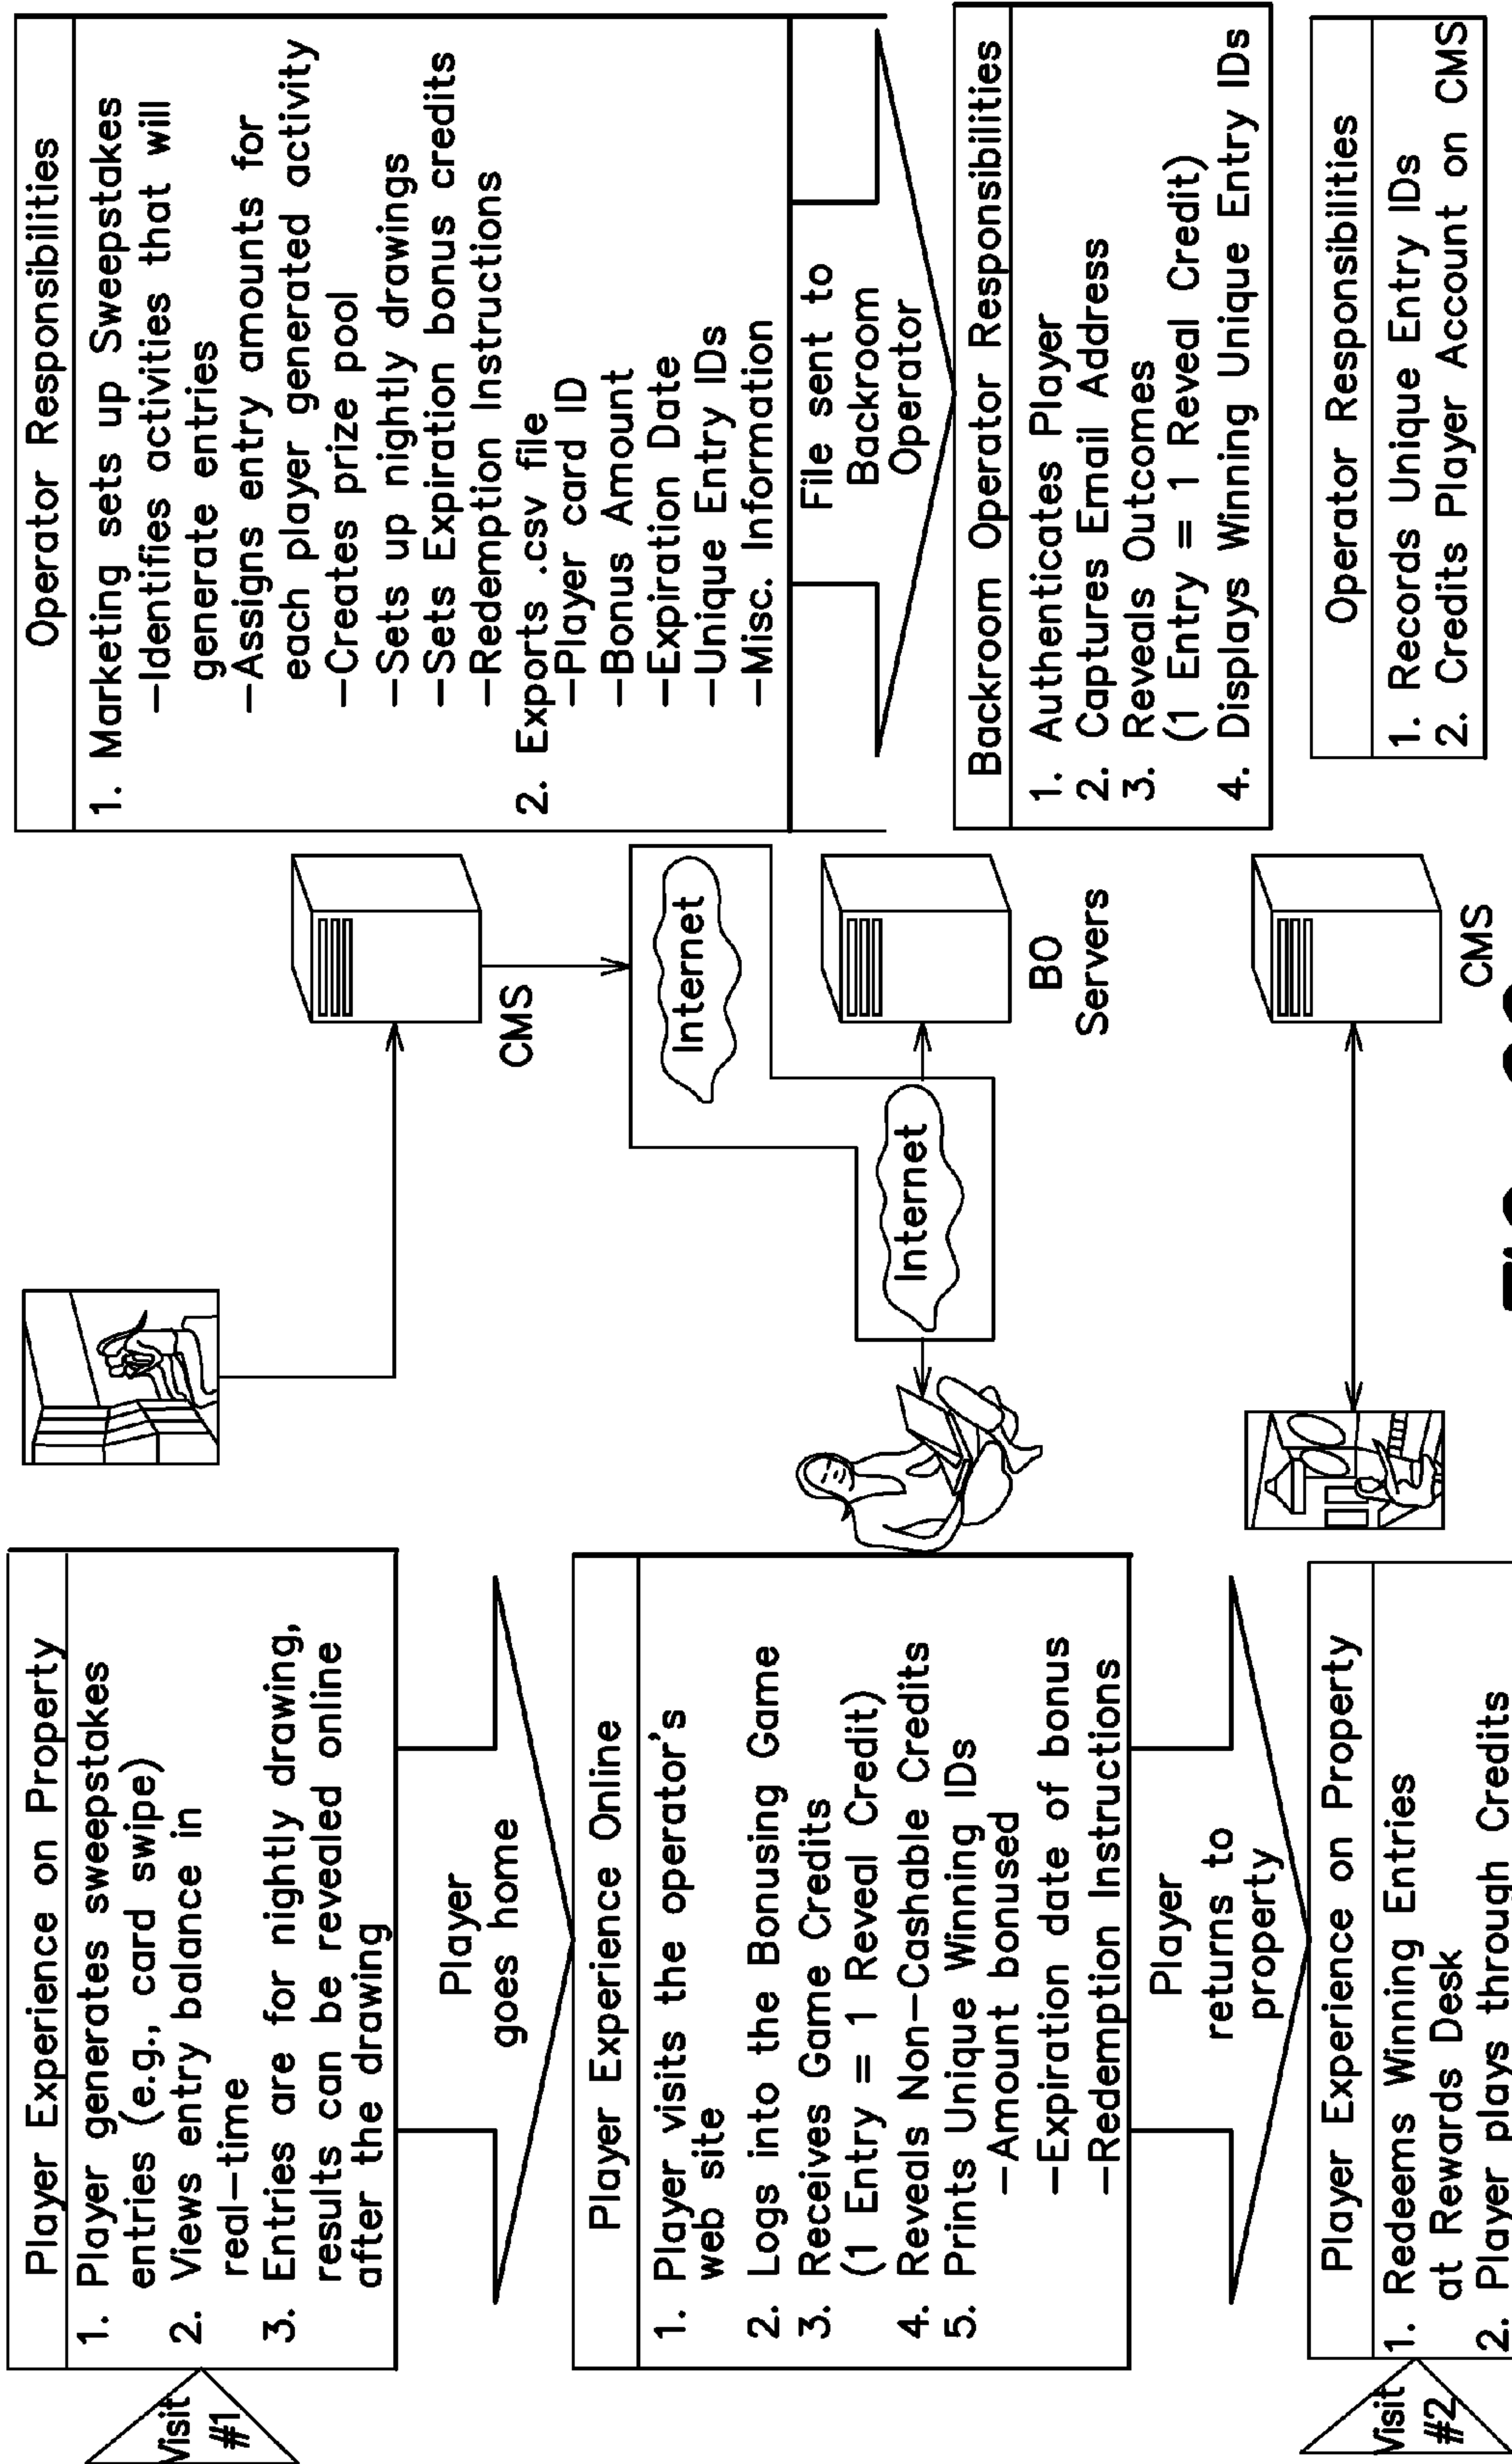 Visit
#1
Player Experience on Property
1. Player generates sweepstakes
entries (e.g., card swipe)
2. Views entry balance in
real-time
3. Entries are for nightly drawing,
results can be revealed online
after the drawing
Player
goes home
Player Experience Online
1. Player visits the operator's
web site
2. Logs into the Bonusing Game
3. Receives Game Credits
(1 Entry = 1 Reveal Credit)
4. Reveals Non-Cashable Credits
5. Prints Unique Winning IDs
-Amount bonused
-Expiration date of bonus
-Redemption Instructions
Player
returns to
property
Visit
#2
Player Experience on Property
1. Redeems Winning Entries
at Rewards Desk
2. Player plays through Credits
CMS
Internet
Internet
BO
Servers
CMS
Operator Responsibilities
1. Marketing sets up Sweepstakes
-Identifies activities that will
generate entries
-Assigns entry amounts for
each player generated activity
-Creates prize pool
-Sets up nightly drawings
-Sets Expiration bonus credits
-Redemption Instructions
2. Exports .csv file
-Player card ID
-Bonus Amount
-Expiration Date
-Unique Entry IDs
-Misc. Information
File sent to
Backroom
Operator
Backroom Operator Responsibilities
1. Authenticates Player
2. Captures Email Address
3. Reveals Outcomes
(1 Entry = 1 Reveal Credit)
4. Displays Winning Unique Entry IDs
Operator Responsibilities
1. Records Unique Entry IDs
2. Credits Player Account on CMS